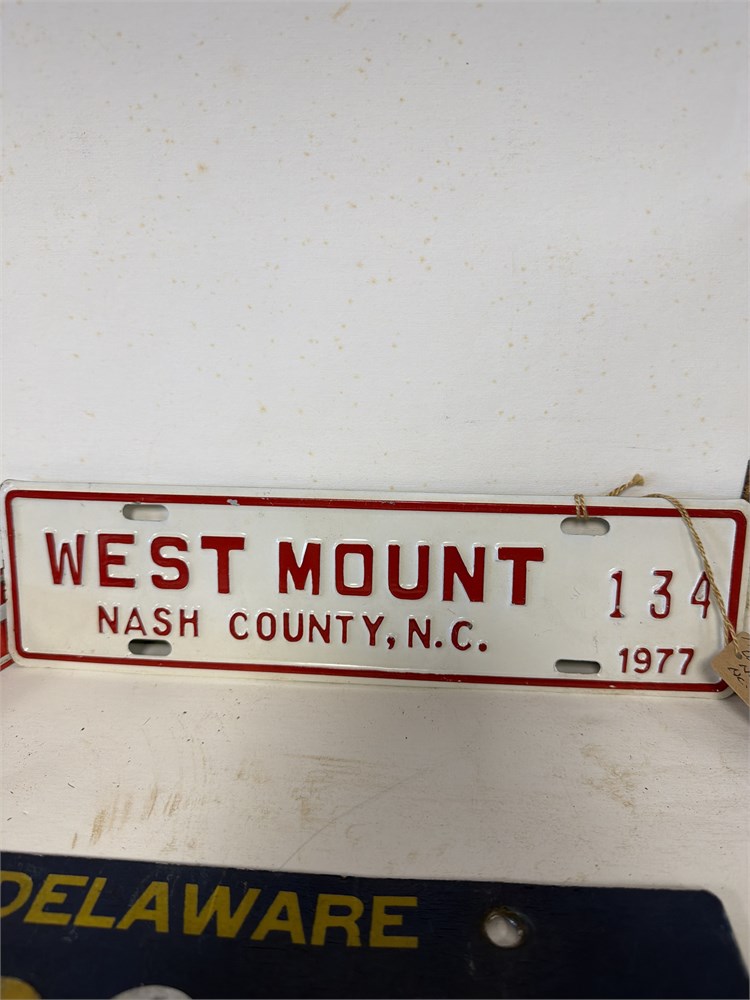 WEST MOUNT 134
NASH COUNTY, N.C. 1977
DELAWARE